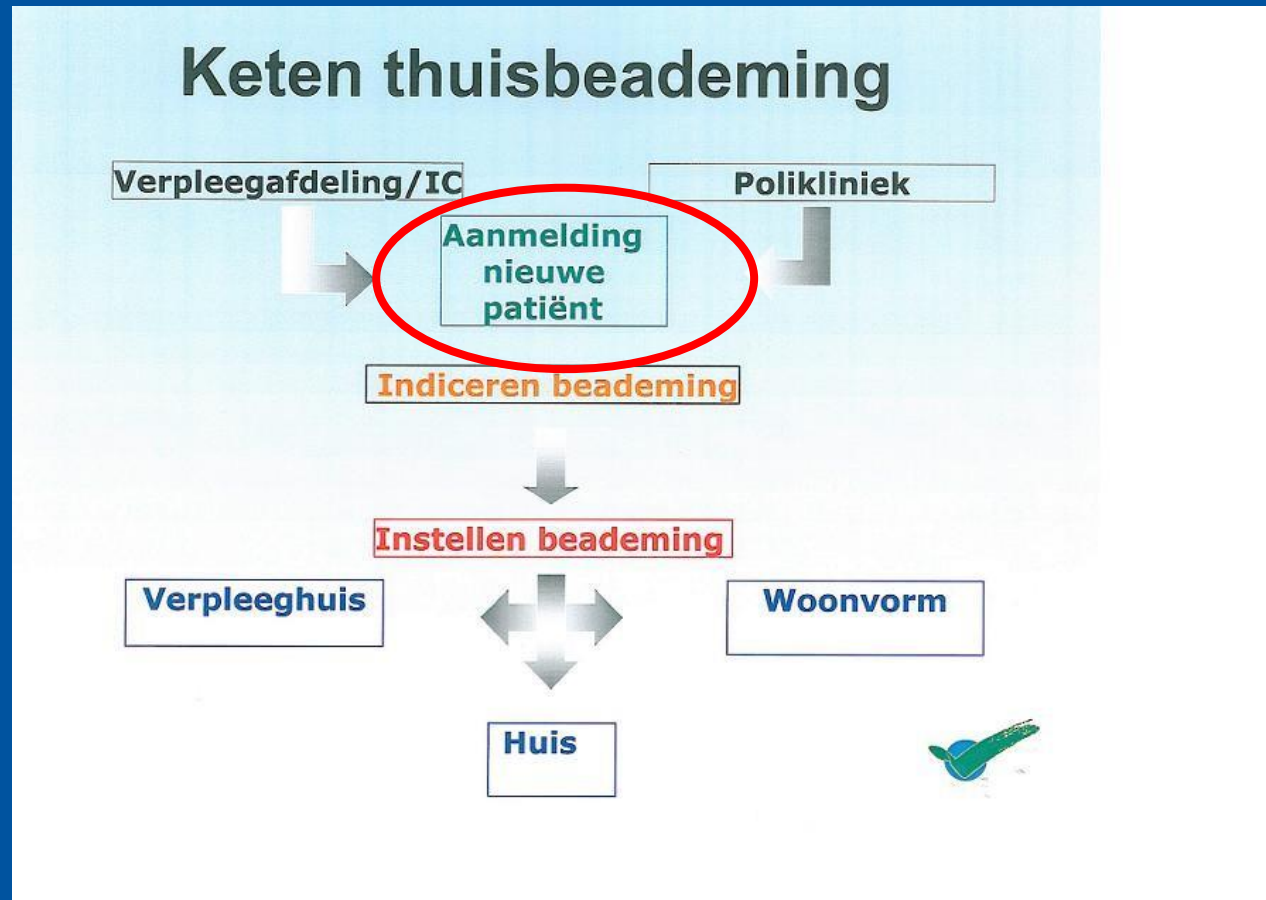 Keten thuisbeademing
Verpleegafdeling/IC
Polikliniek
Aanmelding
nieuwe
patiënt
Indiceren beademing
Instellen beademing
Verpleeghuis
Woonvorm
Huis